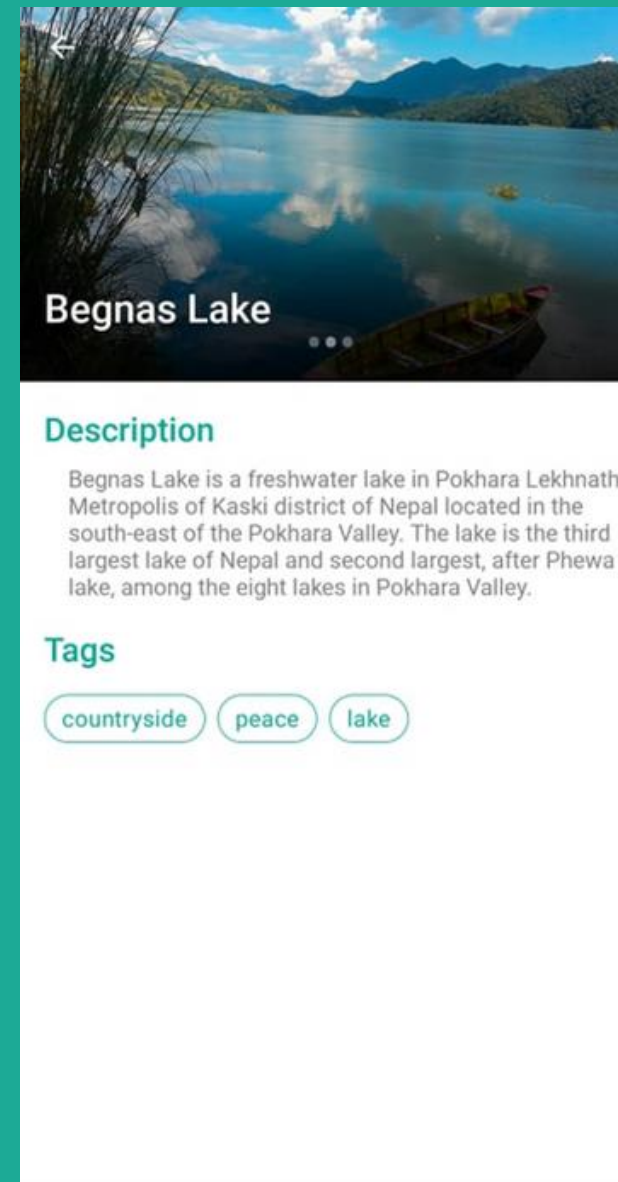 Begnas Lake
Description
Begnas Lake is a freshwater lake in Pokhara Lekhnath
Metropolis of Kaski district of Nepal located in the
south-east of the Pokhara Valley. The lake is the third
largest lake of Nepal and second largest, after Phewa
lake, among the eight lakes in Pokhara Valley.
Tags
countryside peace lake